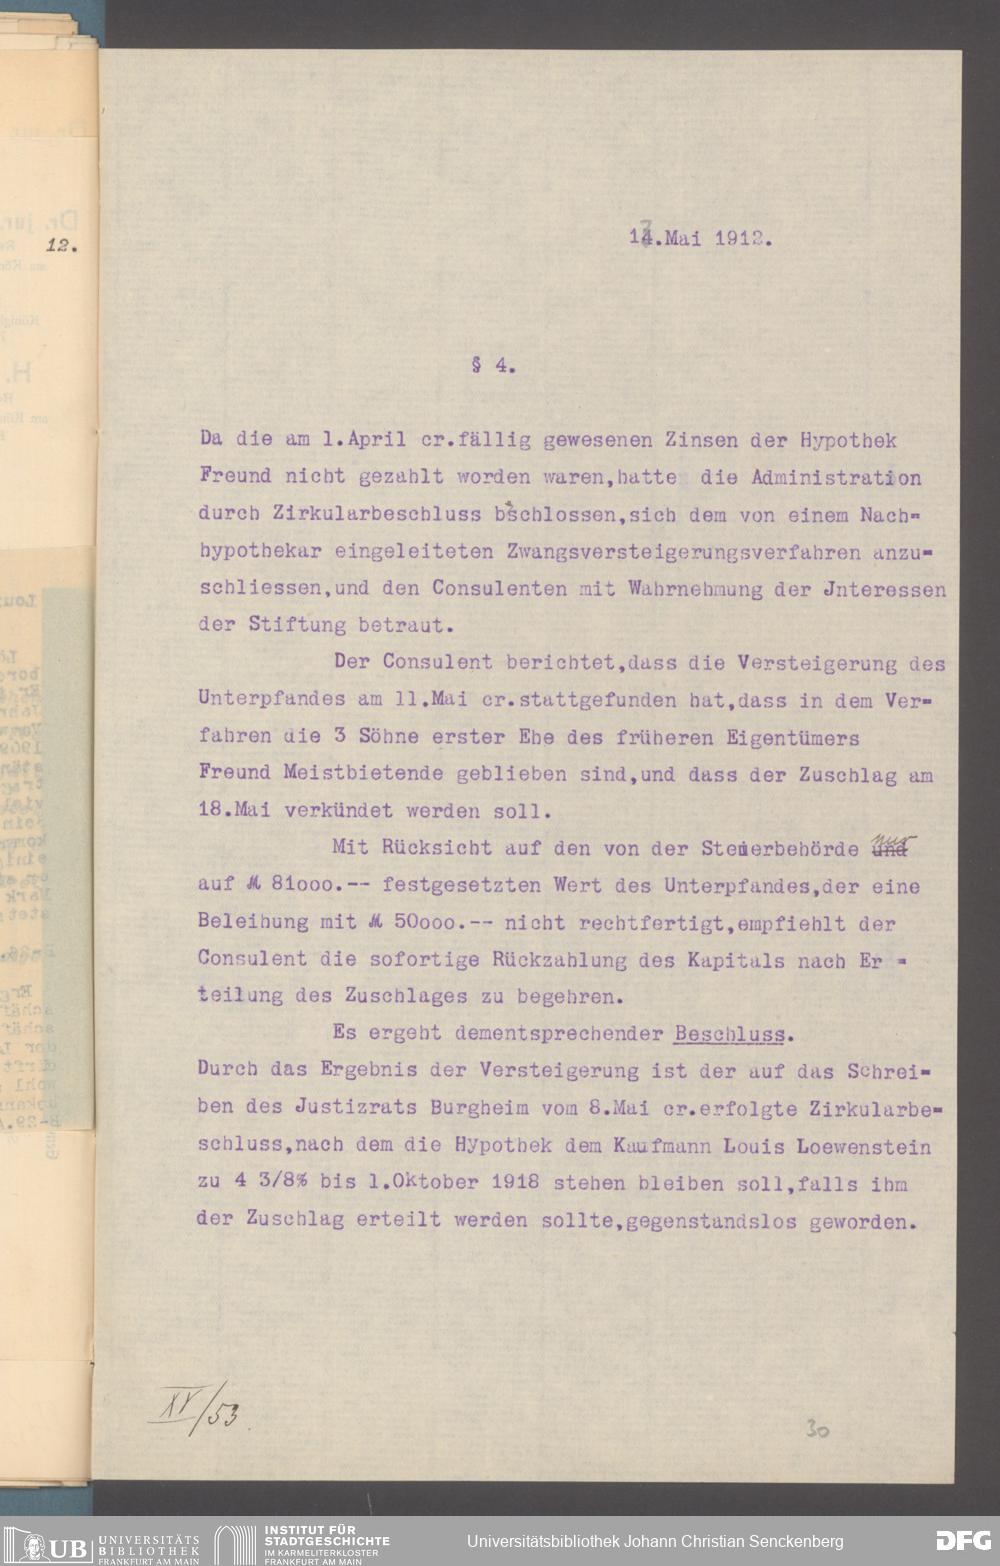 12.
13.Mai 1912.
§ 4.
Da die am 1.April cr.fällig gewesenen Zinsen der Hypothek
Freund nicht gezahlt worden waren,hatte die Administration
durch Zirkularbeschluss beschlossen,sich dem von einem Nach=
hypothekar eingeleiteten Zwangsversteigerungsverfahren anzu=
schliessen,und den Consulenten mit Wahrnehmung der Jnteressen
der Stiftung betraut.
Der Consulent berichtet,dass die Versteigerung des
Unterpfandes am 11.Mai cr.stattgefunden hat,dass in dem Ver=
fahren die 3 Söhne erster Ehe des früheren Eigentümers
Freund Meistbietende geblieben sind,und dass der Zuschlag am
18.Mai verkündet werden soll.
Mit Rücksicht auf den von der Steuerbehörde nur
auf M 81ooo.-- festgesetzten Wert des Unterpfandes,der eine
Beleihung mit M 50ooo.-- nicht rechtfertigt,empfiehlt der
Consulent die sofortige Rückzahlung des Kapitals nach Er =
teilung des Zuschlages zu begehren.
Es ergeht dementsprechender Beschluss.
Durch das Ergebnis der Versteigerung ist der auf das Schrei=
ben des Justizrats Burgheim vom 8.Mai cr.erfolgte Zirkularbe=
schluss,nach dem die Hypothek dem Kaufmann Louis Loewenstein
zu 4 3/8% bis 1.Oktober 1918 stehen bleiben soll,falls ihm
der Zuschlag erteilt werden sollte,gegenstandslos geworden.
XV/53
30
UB UNIVERSITÄTS
BIBLIOTHEK
FRANKFURT AM MAIN
INSTITUT FÜR
STADTGESCHICHTE
IM KARMELITERKLOSTER
FRANKFURT AM MAIN
Universitätsbibliothek Johann Christian Senckenberg
DFG